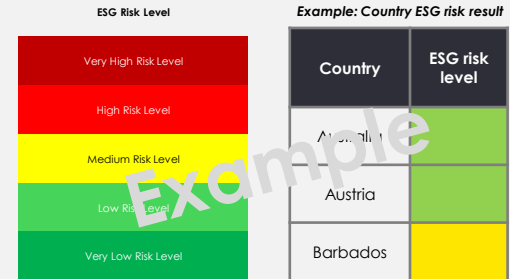 ESG Risk Level
Very High Risk Level
High Risk Level
Medium Risk Level
Low Risk Level
Very Low Risk Level
Example: Country ESG risk result
Country
ESG risk
level
Australia
Austria
Barbados
Example